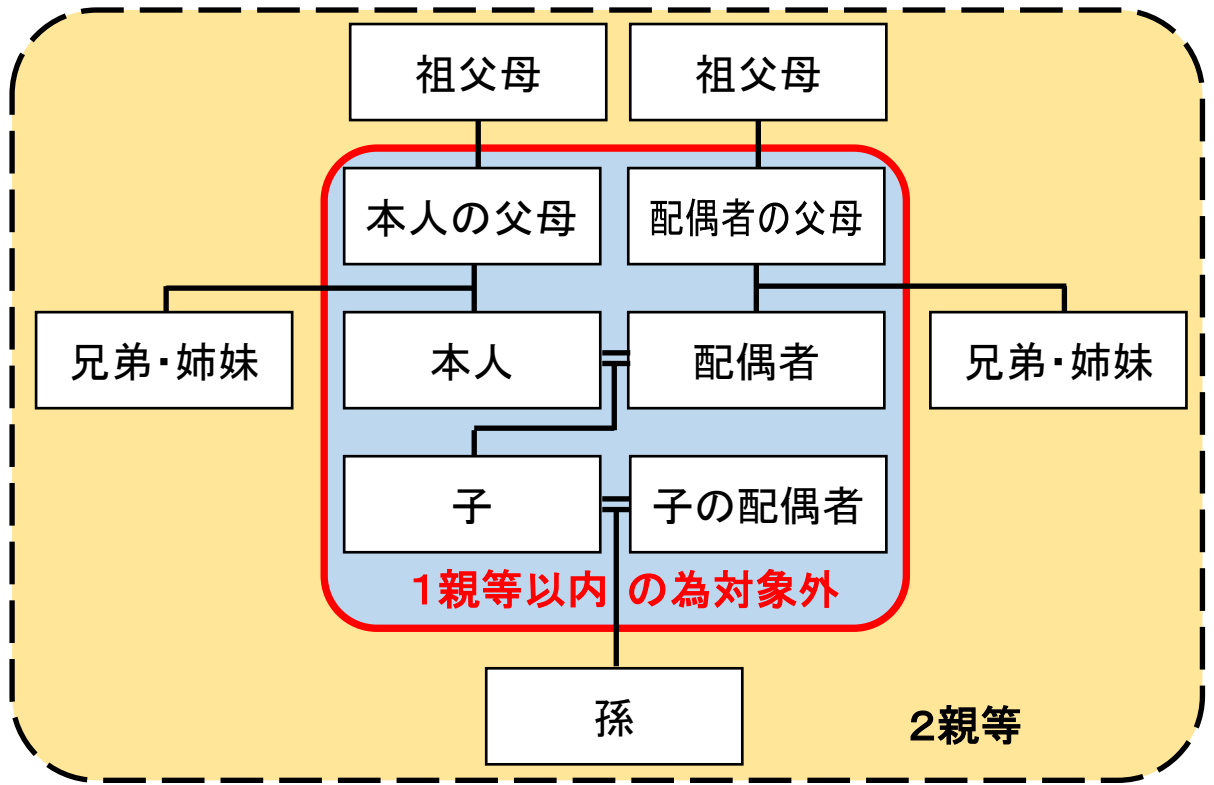 祖父母
祖父母
本人の父母
配偶者の父母
兄弟・姉妹
本人
配偶者
兄弟・姉妹
子
子の配偶者
1親等以内 の為対象外
孫
2親等